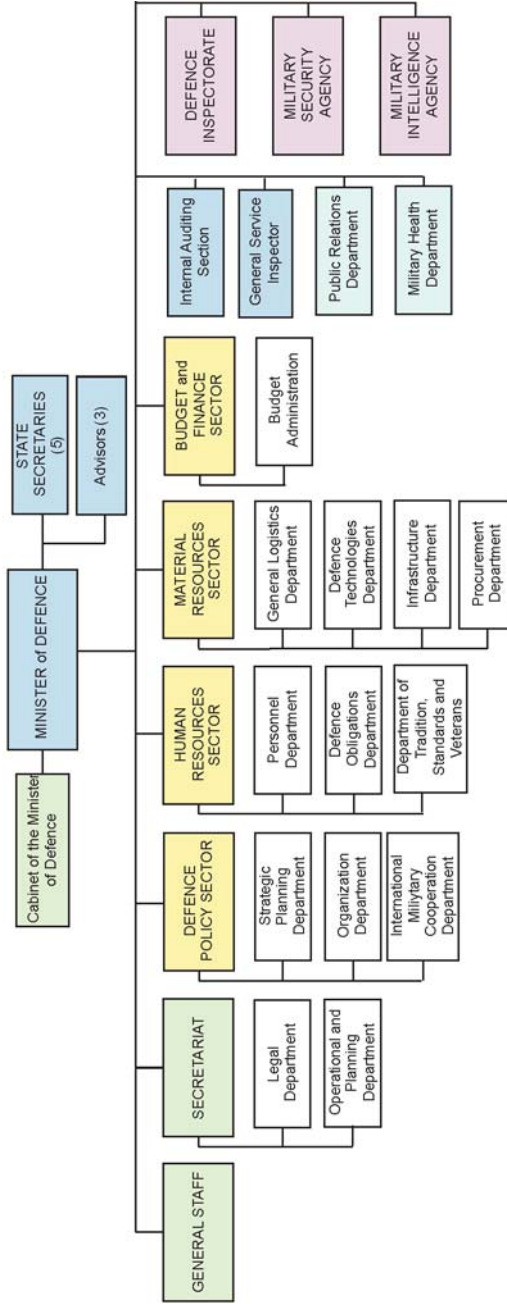 Cabinet of the Minister
of Defence
MINISTER of DEFENCE
STATE
SECRETARIES
(5)
Advisors (3)
GENERAL STAFF
SECRETARIAT
Legal
Department
Operational and
Planning
Department
DEFENCE
POLICY SECTOR
Strategic
Planning
Department
Organization
Department
International
Miliytary
Cooperation
Department
HUMAN
RESOURCES
SECTOR
Personnel
Department
Defence
Obligations
Department
Department of
Tradition,
Standards and
Veterans
MATERIAL
RESOURCES
SECTOR
General Logistics
Department
Defence
Technologies
Department
Infrastructure
Department
Procurement
Department
BUDGET and
FINANCE
SECTOR
Budget
Administration
Internal Auditing
Section
General Service
Inspector
Public Relations
Department
Military Health
Department
DEFENCE
INSPECTORATE
MILITARY
SECURITY
AGENCY
MILITARY
INTELLIGENCE
AGENCY